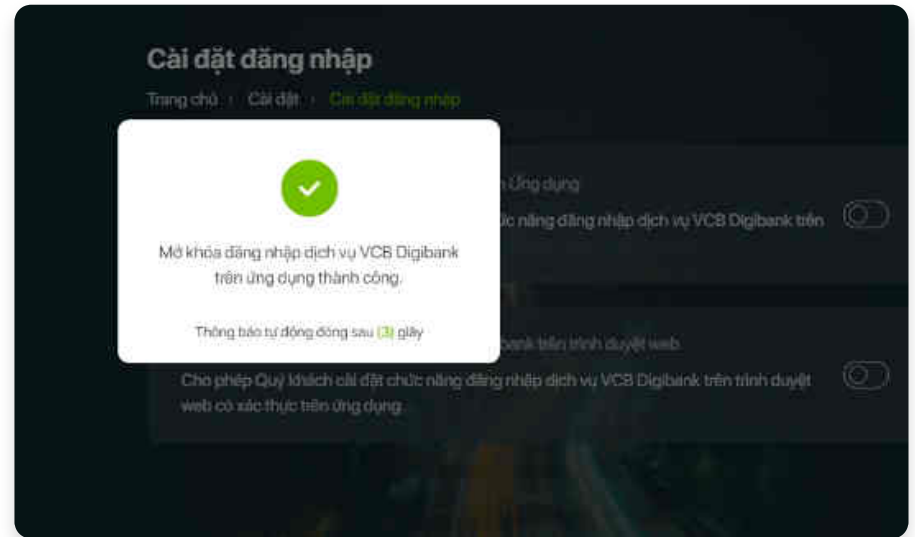 Cài đặt đăng nhập
Trang chủ › Cài đặt › Cài đặt đăng nhập
Ứng dụng
năng đăng nhập dịch vụ VCB Digibank trên
Mở khóa đăng nhập dịch vụ VCB Digibank
trên ứng dụng thành công.
Thông báo tự động đóng sau (3) giây
trên trình duyệt web
Cho phép Quý khách cài đặt chức năng đăng nhập dịch vụ VCB Digibank trên trình duyệt
web có xác thực trên ứng dụng.